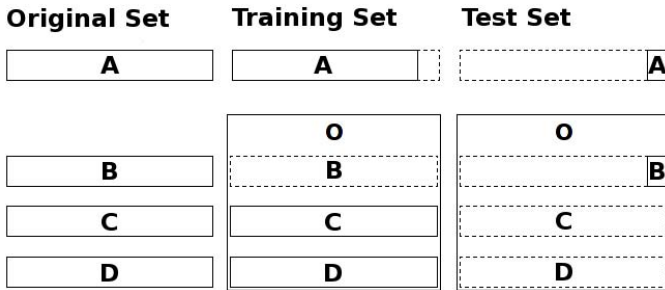 Original Set Training Set Test Set
A A A
O O
B B B
C C C
D D D